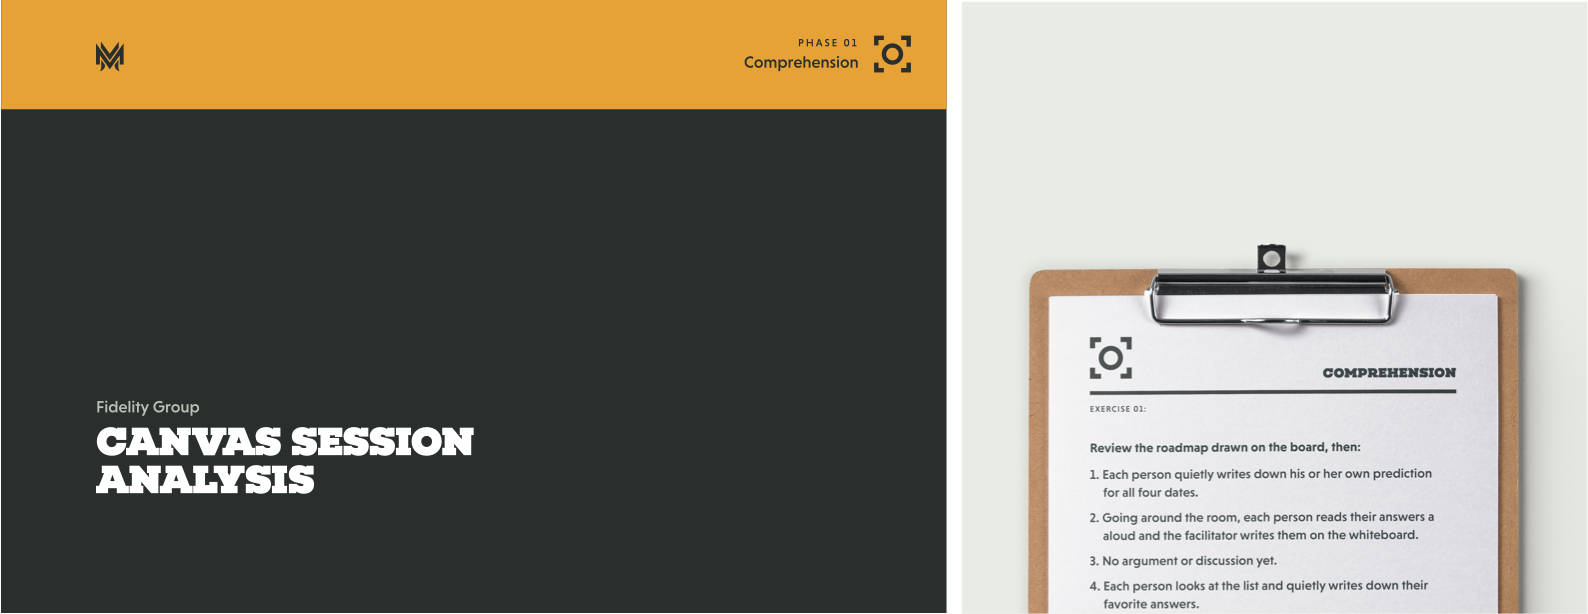 PHASE 01
Comprehension
Fidelity Group
CANVAS SESSION
ANALYSIS
COMPREHENSION
EXERCISE 01:
Review the roadmap drawn on the board, then:
1. Each person quietly writes down his or her own prediction
for all four dates.
2. Going around the room, each person reads their answers a
aloud and the facilitator writes them on the whiteboard.
3. No argument or discussion yet.
4. Each person looks at the list and quietly writes down their
favorite answers.